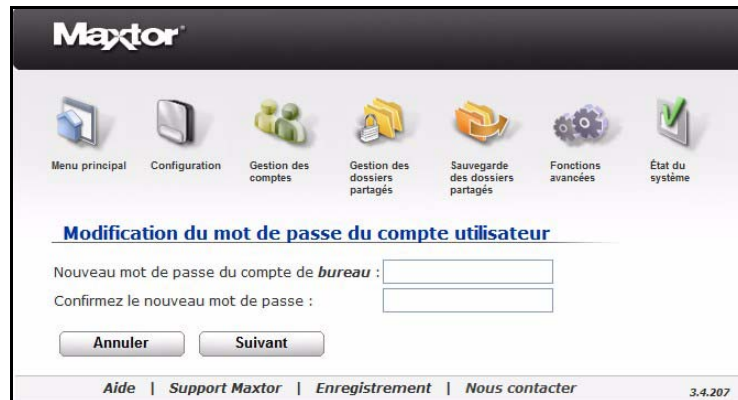 Maxtor
Menu principal
Configuration
Gestion des
comptes
Gestion des
dossiers
partagés
Sauvegarde
des dossiers
partagés
Fonctions
avancées
État du
système
Modification du mot de passe du compte utilisateur
Nouveau mot de passe du compte de bureau :
Confirmez le nouveau mot de passe :
Annuler
Suivant
Aide | Support Maxtor | Enregistrement | Nous contacter
3.4.207